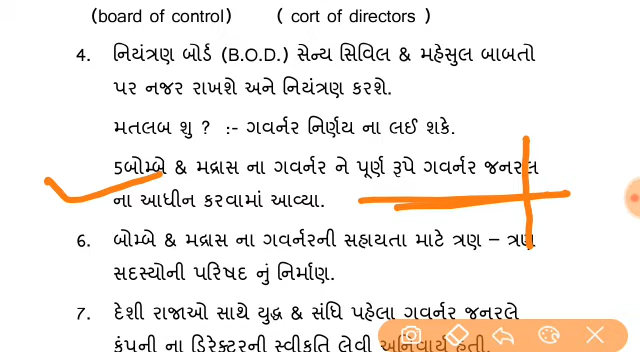 (board of control) ( cort of directors )
4. નિયંત્રણ બોર્ડ (B.O.D.) સેન્ય સિવિલ & મહેસુલ બાબતો
પર નજર રાખશે અને નિયંત્રણ કરશે.
મતલબ શુ ? :- ગવર્નર નિર્ણય ના લઈ શકે.
5બોમ્બે & મદ્રાસ ના ગવર્નર ને પૂર્ણ રૂપે ગવર્નર જનરલ
ના આધીન કરવામાં આવ્યા.
6. બોમ્બે & મદ્રાસ ના ગવર્નરની સહાયતા માટે ત્રણ – ત્રણ
સદસ્યોની પરિષદ નું નિર્માણ.
7. દેશી રાજાઓ સાથે યુદ્ધ & સંધિ પહેલા ગવર્નર જનરલે
કંપની ના ડિરેક્ટરની સ્વીકૃતિ લેવી અનિવાર્ય હતી.